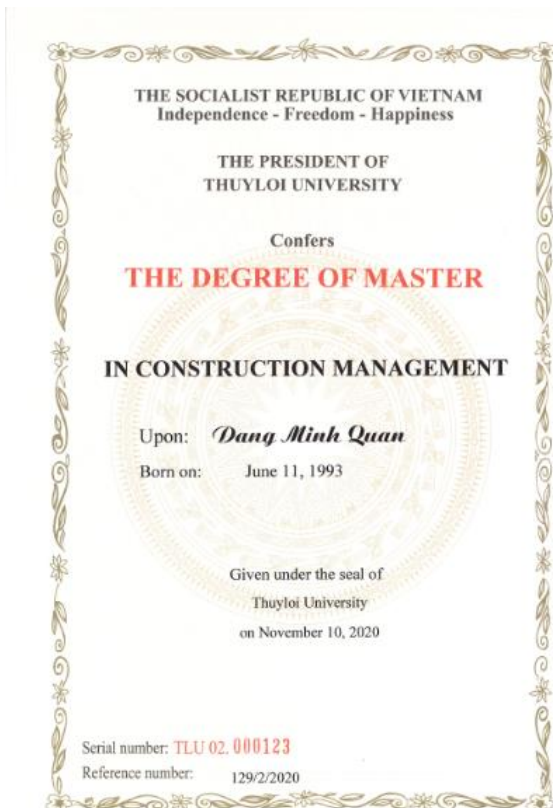 THE SOCIALIST REPUBLIC OF VIETNAM
Independence - Freedom - Happiness
THE PRESIDENT OF
THUYLOI UNIVERSITY
Confers
THE DEGREE OF MASTER
IN CONSTRUCTION MANAGEMENT
Upon: Dang Minh Quan
Born on: June 11, 1993
Given under the seal of
Thuyloi University
on November 10, 2020
Serial number: TLU 02. 000123
Reference number: 129/2/2020